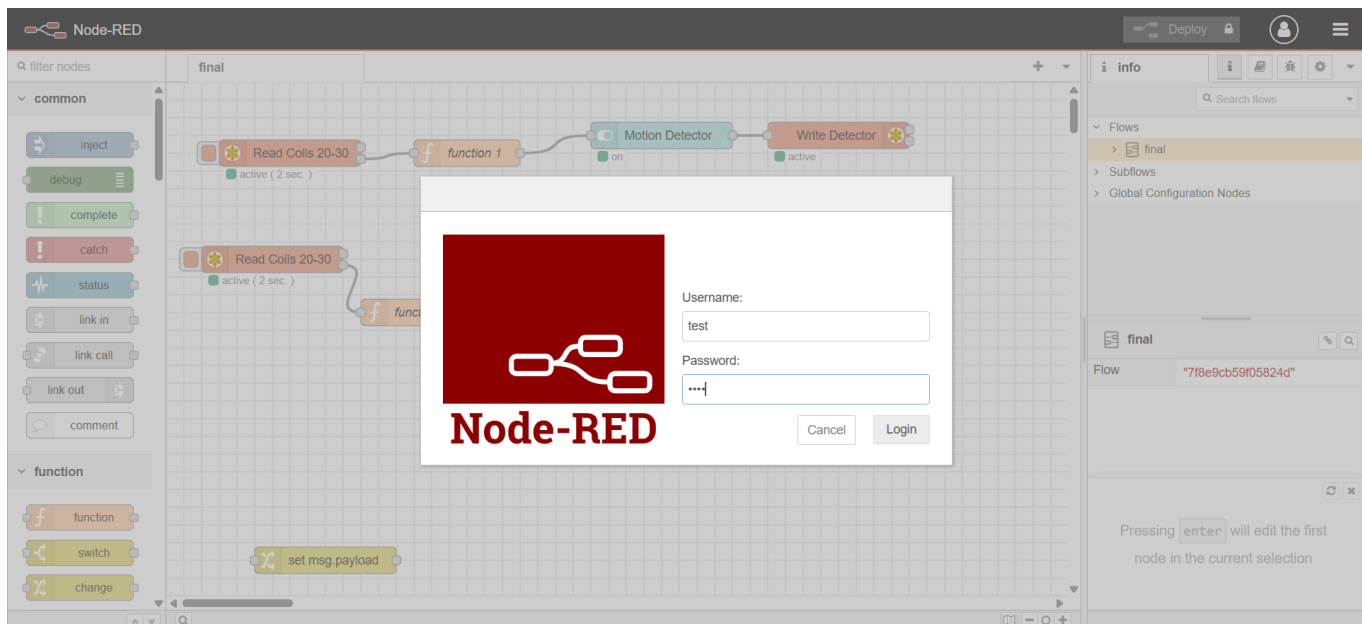 Node-RED
Deploy
filter nodes
final
info
Search flows
common
inject
debug
complete
catch
status
link in
link call
link out
comment
function
function
switch
change
Read Coils 20-30
active ( 2 sec. )
function 1
Motion Detector
on
Write Detector
active
Read Coils 20-30
active ( 2 sec. )
funct
set msg.payload
Node-RED
Username:
test
Password:
••••
Cancel
Login
Flows
final
Subflows
Global Configuration Nodes
final
Flow
"7f8e9cb59f05824d"
Pressing enter will edit the first
node in the current selection